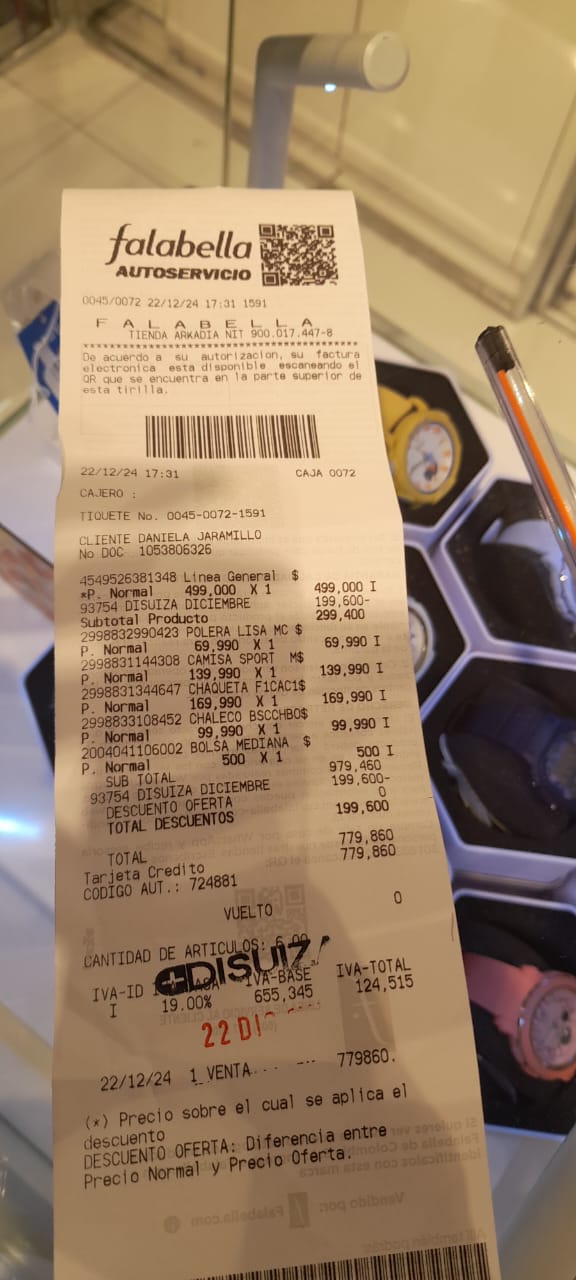 falabella
AUTOSERVICIO
0045/0072 22/12/24 17:31 1591
F A L A B E L L A
TIENDA ARKADIA NIT 900.017.447-8
****************************************
De acuerdo a su autorizacion, su factura
electronica esta disponible escaneando el
QR que se encuentra en la parte superior de
esta tirilla.
22/12/24 17:31 CAJA 0072
CAJERO :
TIQUETE No. 0045-0072-1591
CLIENTE DANIELA JARAMILLO
No DOC 1053806326
4549526381348 Linea General $
*P. Normal 499,000 X 1 499,000 I
93754 DISUIZA DICIEMBRE 199,600-
Subtotal Producto 299,400
2998832990423 POLERA LISA MC $
P. Normal 69,990 X 1 69,990 I
2998831144308 CAMISA SPORT M$
P. Normal 139,990 X 1 139,990 I
2998831344647 CHAQUETA F1CAC1$
P. Normal 169,990 X 1 169,990 I
2998833108452 CHALECO BSCCHBO$
P. Normal 99,990 X 1 99,990 I
2004041106002 BOLSA MEDIANA $
P. Normal 500 X 1 500 I
SUB TOTAL 979,460
93754 DISUIZA DICIEMBRE 199,600-
DESCUENTO OFERTA 0
TOTAL DESCUENTOS 199,600
TOTAL 779,860
Tarjeta Credito 779,860
CODIGO AUT.: 724881
VUELTO 0
CANTIDAD DE ARTICULOS: 6.00
DISUIZ
IVA-ID IVA-BASE IVA-TOTAL
I 19.00% 655,345 124,515
22 DI
22/12/24 1 VENTA 779860.
(*) Precio sobre el cual se aplica el
descuento
DESCUENTO OFERTA: Diferencia entre
Precio Normal y Precio Oferta.